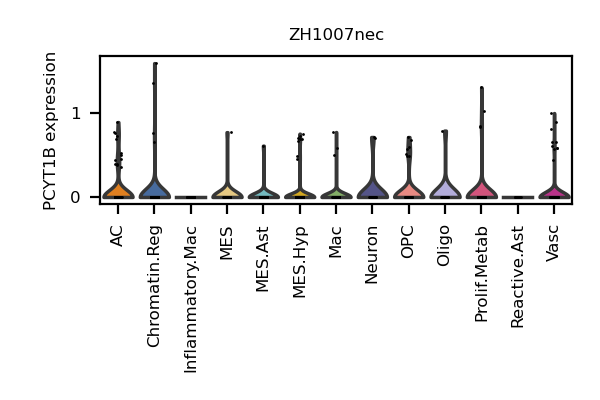 ZH1007nec
PCYT1B expression
1
0
AC
Chromatin.Reg
Inflammatory.Mac
MES
MES.Ast
MES.Hyp
Mac
Neuron
OPC
Oligo
Prolif.Metab
Reactive.Ast
Vasc